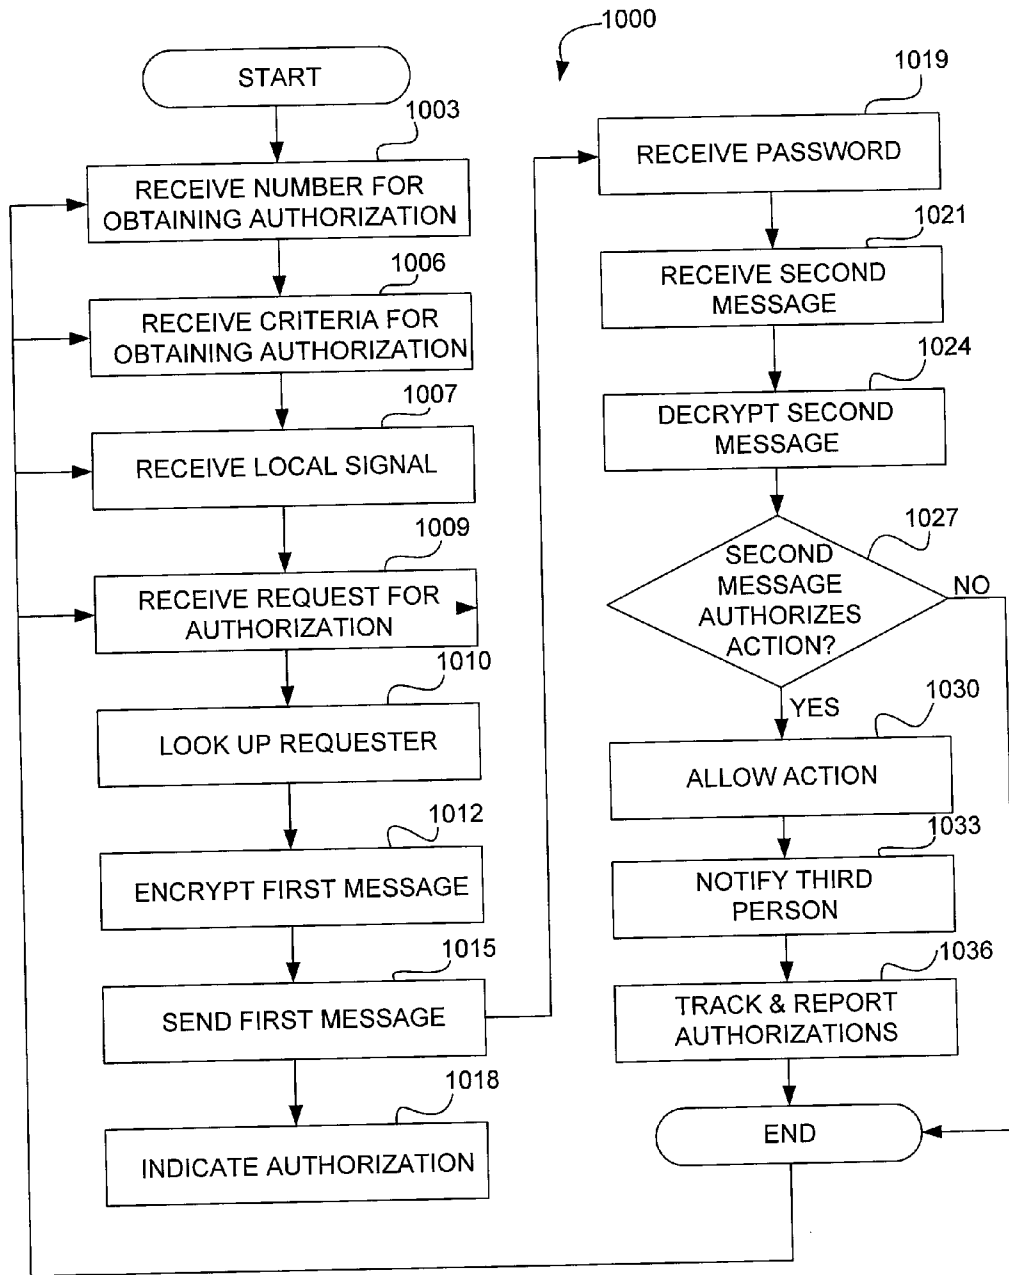 1000
START
1003
RECEIVE NUMBER FOR
OBTAINING AUTHORIZATION
1006
RECEIVE CRITERIA FOR
OBTAINING AUTHORIZATION
1007
RECEIVE LOCAL SIGNAL
1009
RECEIVE REQUEST FOR
AUTHORIZATION
1010
LOOK UP REQUESTER
1012
ENCRYPT FIRST MESSAGE
1015
SEND FIRST MESSAGE
1018
INDICATE AUTHORIZATION
1019
RECEIVE PASSWORD
1021
RECEIVE SECOND
MESSAGE
1024
DECRYPT SECOND
MESSAGE
1027
SECOND
MESSAGE
AUTHORIZES
ACTION?
NO
YES
1030
ALLOW ACTION
1033
NOTIFY THIRD
PERSON
1036
TRACK & REPORT
AUTHORIZATIONS
END